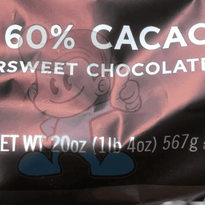 60% CACAO
RSWEET CHOCOLATE
ET WT 20oz (1lb 4oz) 567g